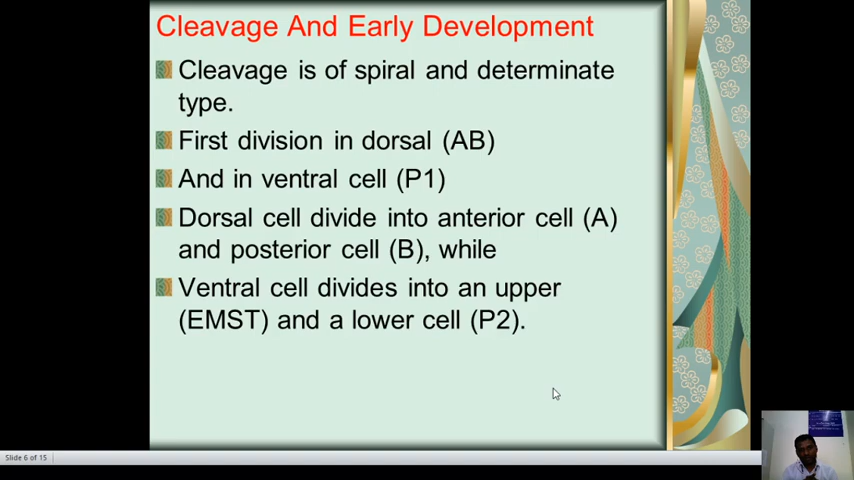 Cleavage And Early Development
Cleavage is of spiral and determinate
type.
First division in dorsal (AB)
And in ventral cell (P1)
Dorsal cell divide into anterior cell (A)
and posterior cell (B), while
Ventral cell divides into an upper
(EMST) and a lower cell (P2).
Slide 6 of 15